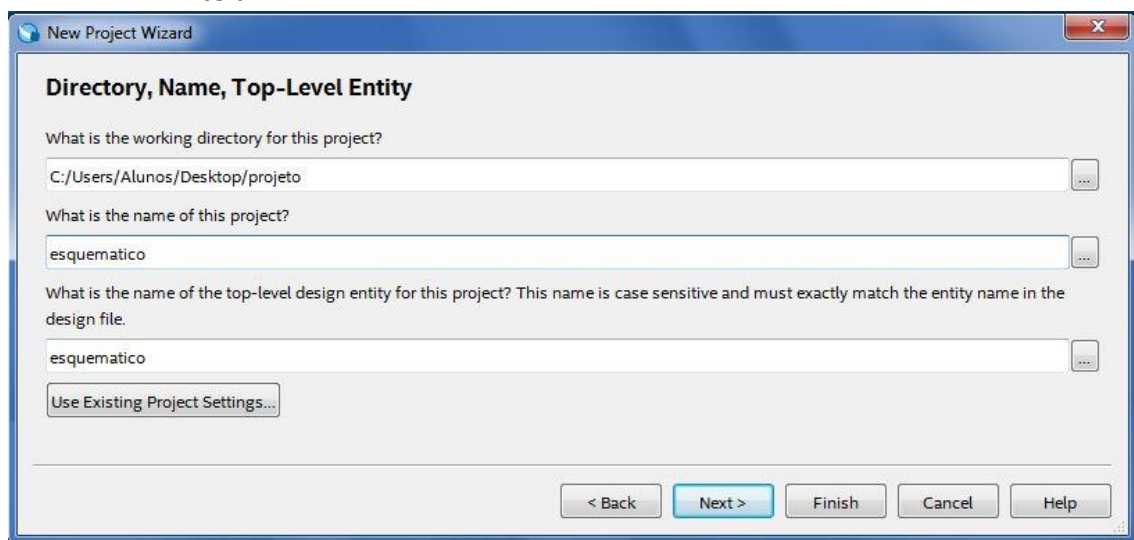 New Project Wizard
Directory, Name, Top-Level Entity
What is the working directory for this project?
C:/Users/Alunos/Desktop/projeto
...
What is the name of this project?
esquematico
...
What is the name of the top-level design entity for this project? This name is case sensitive and must exactly match the entity name in the
design file.
esquematico
...
Use Existing Project Settings...
< Back Next > Finish Cancel Help